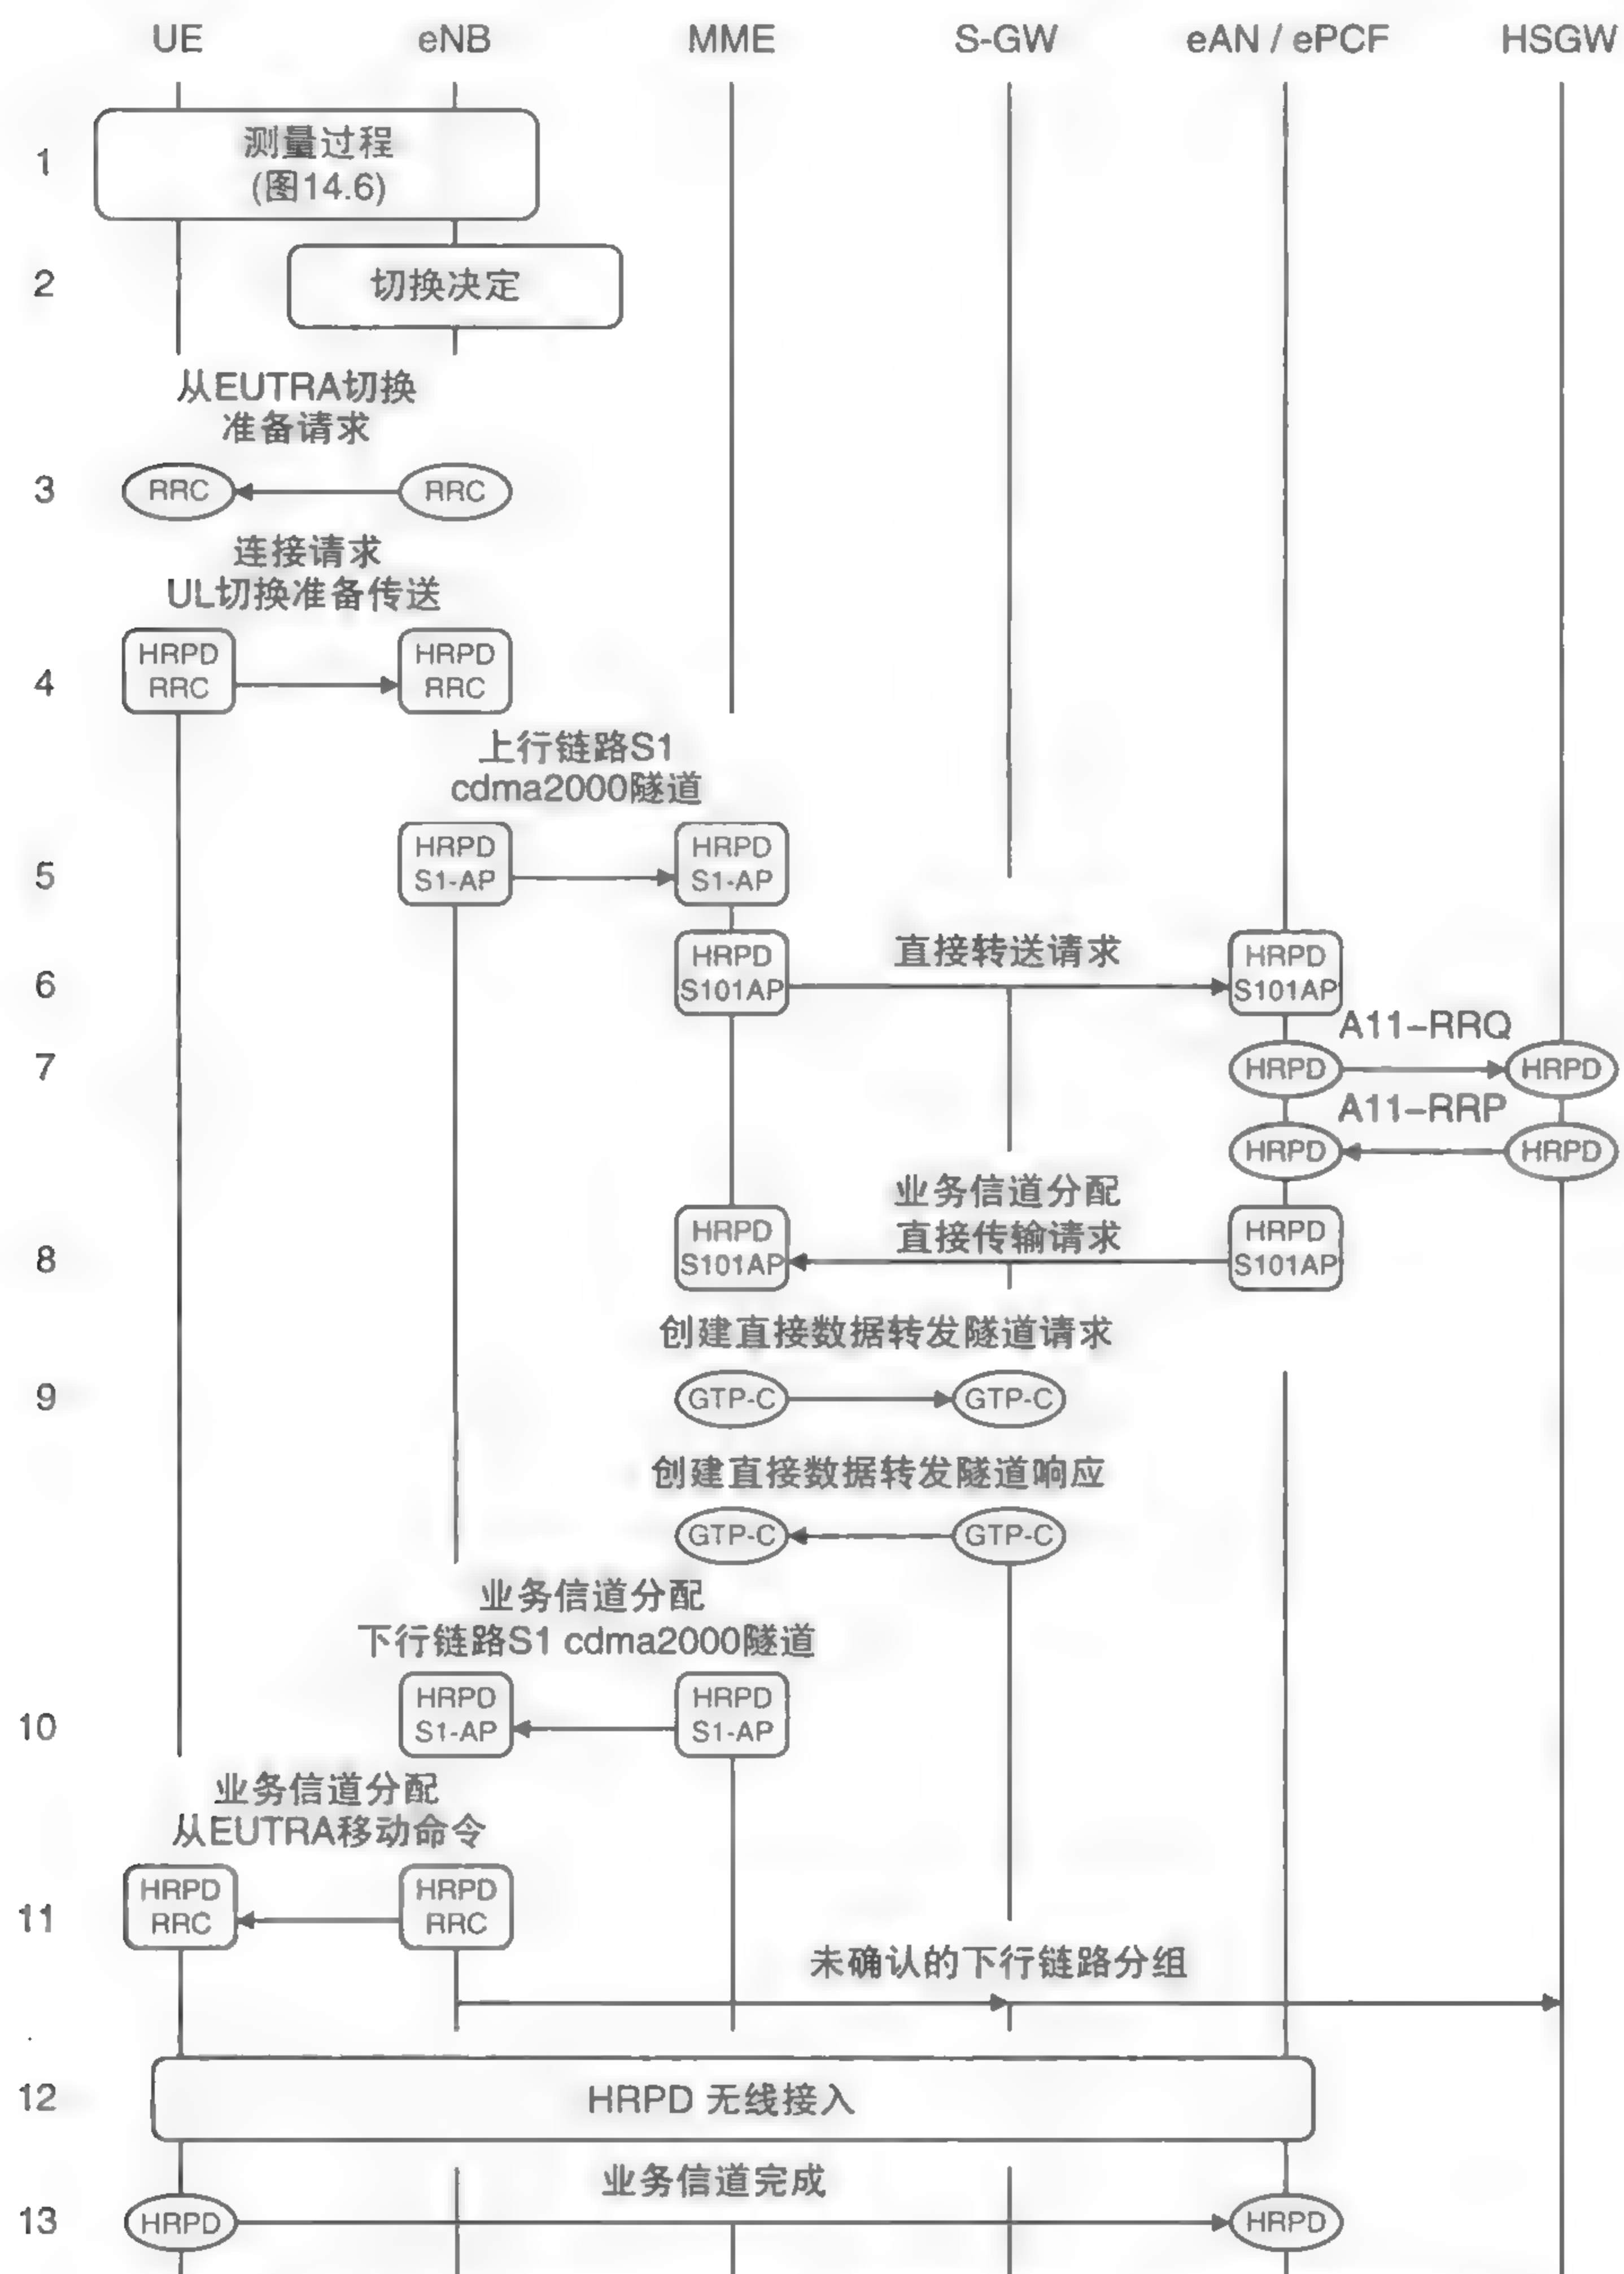 UE eNB MME S-GW eAN / ePCF HSGW
1
测量过程
(图14.6)
2
切换决定
从EUTRA切换
准备请求
3
RRC RRC
连接请求
UL切换准备传送
4
HRPD HRPD
RRC RRC
上行链路S1
cdma2000隧道
5
HRPD HRPD
S1-AP S1-AP
6
直接转送请求
HRPD HRPD
S101AP S101AP
A11-RRQ
7
HRPD HRPD
A11-RRP
HRPD HRPD
业务信道分配
直接传输请求
8
HRPD HRPD
S101AP S101AP
创建直接数据转发隧道请求
9
GTP-C GTP-C
创建直接数据转发隧道响应
GTP-C GTP-C
业务信道分配
下行链路S1 cdma2000隧道
10
HRPD HRPD
S1-AP S1-AP
业务信道分配
从EUTRA移动命令
11
HRPD HRPD
RRC RRC
未确认的下行链路分组
12
HRPD 无线接入
业务信道完成
13
HRPD HRPD